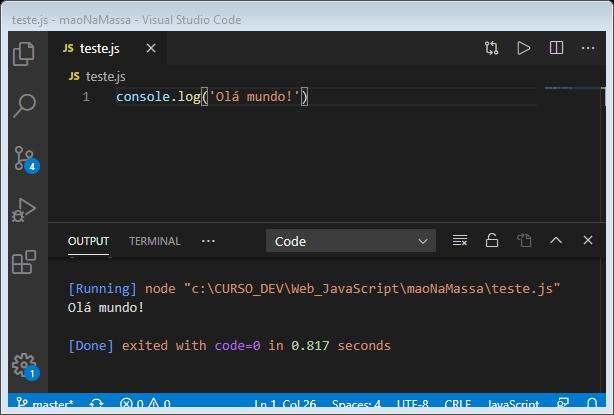 teste.js - maoNaMassa - Visual Studio Code
JS teste.js
JS teste.js
1 console.log('Olá mundo!')
4
OUTPUT TERMINAL ... Code
[Running] node "c:\CURSO_DEV\Web_JavaScript\maoNaMassa\teste.js"
Olá mundo!
[Done] exited with code=0 in 0.817 seconds
1
master* 0 0 Ln 1, Col 26 Spaces: 4 UTF-8 CRLF JavaScript